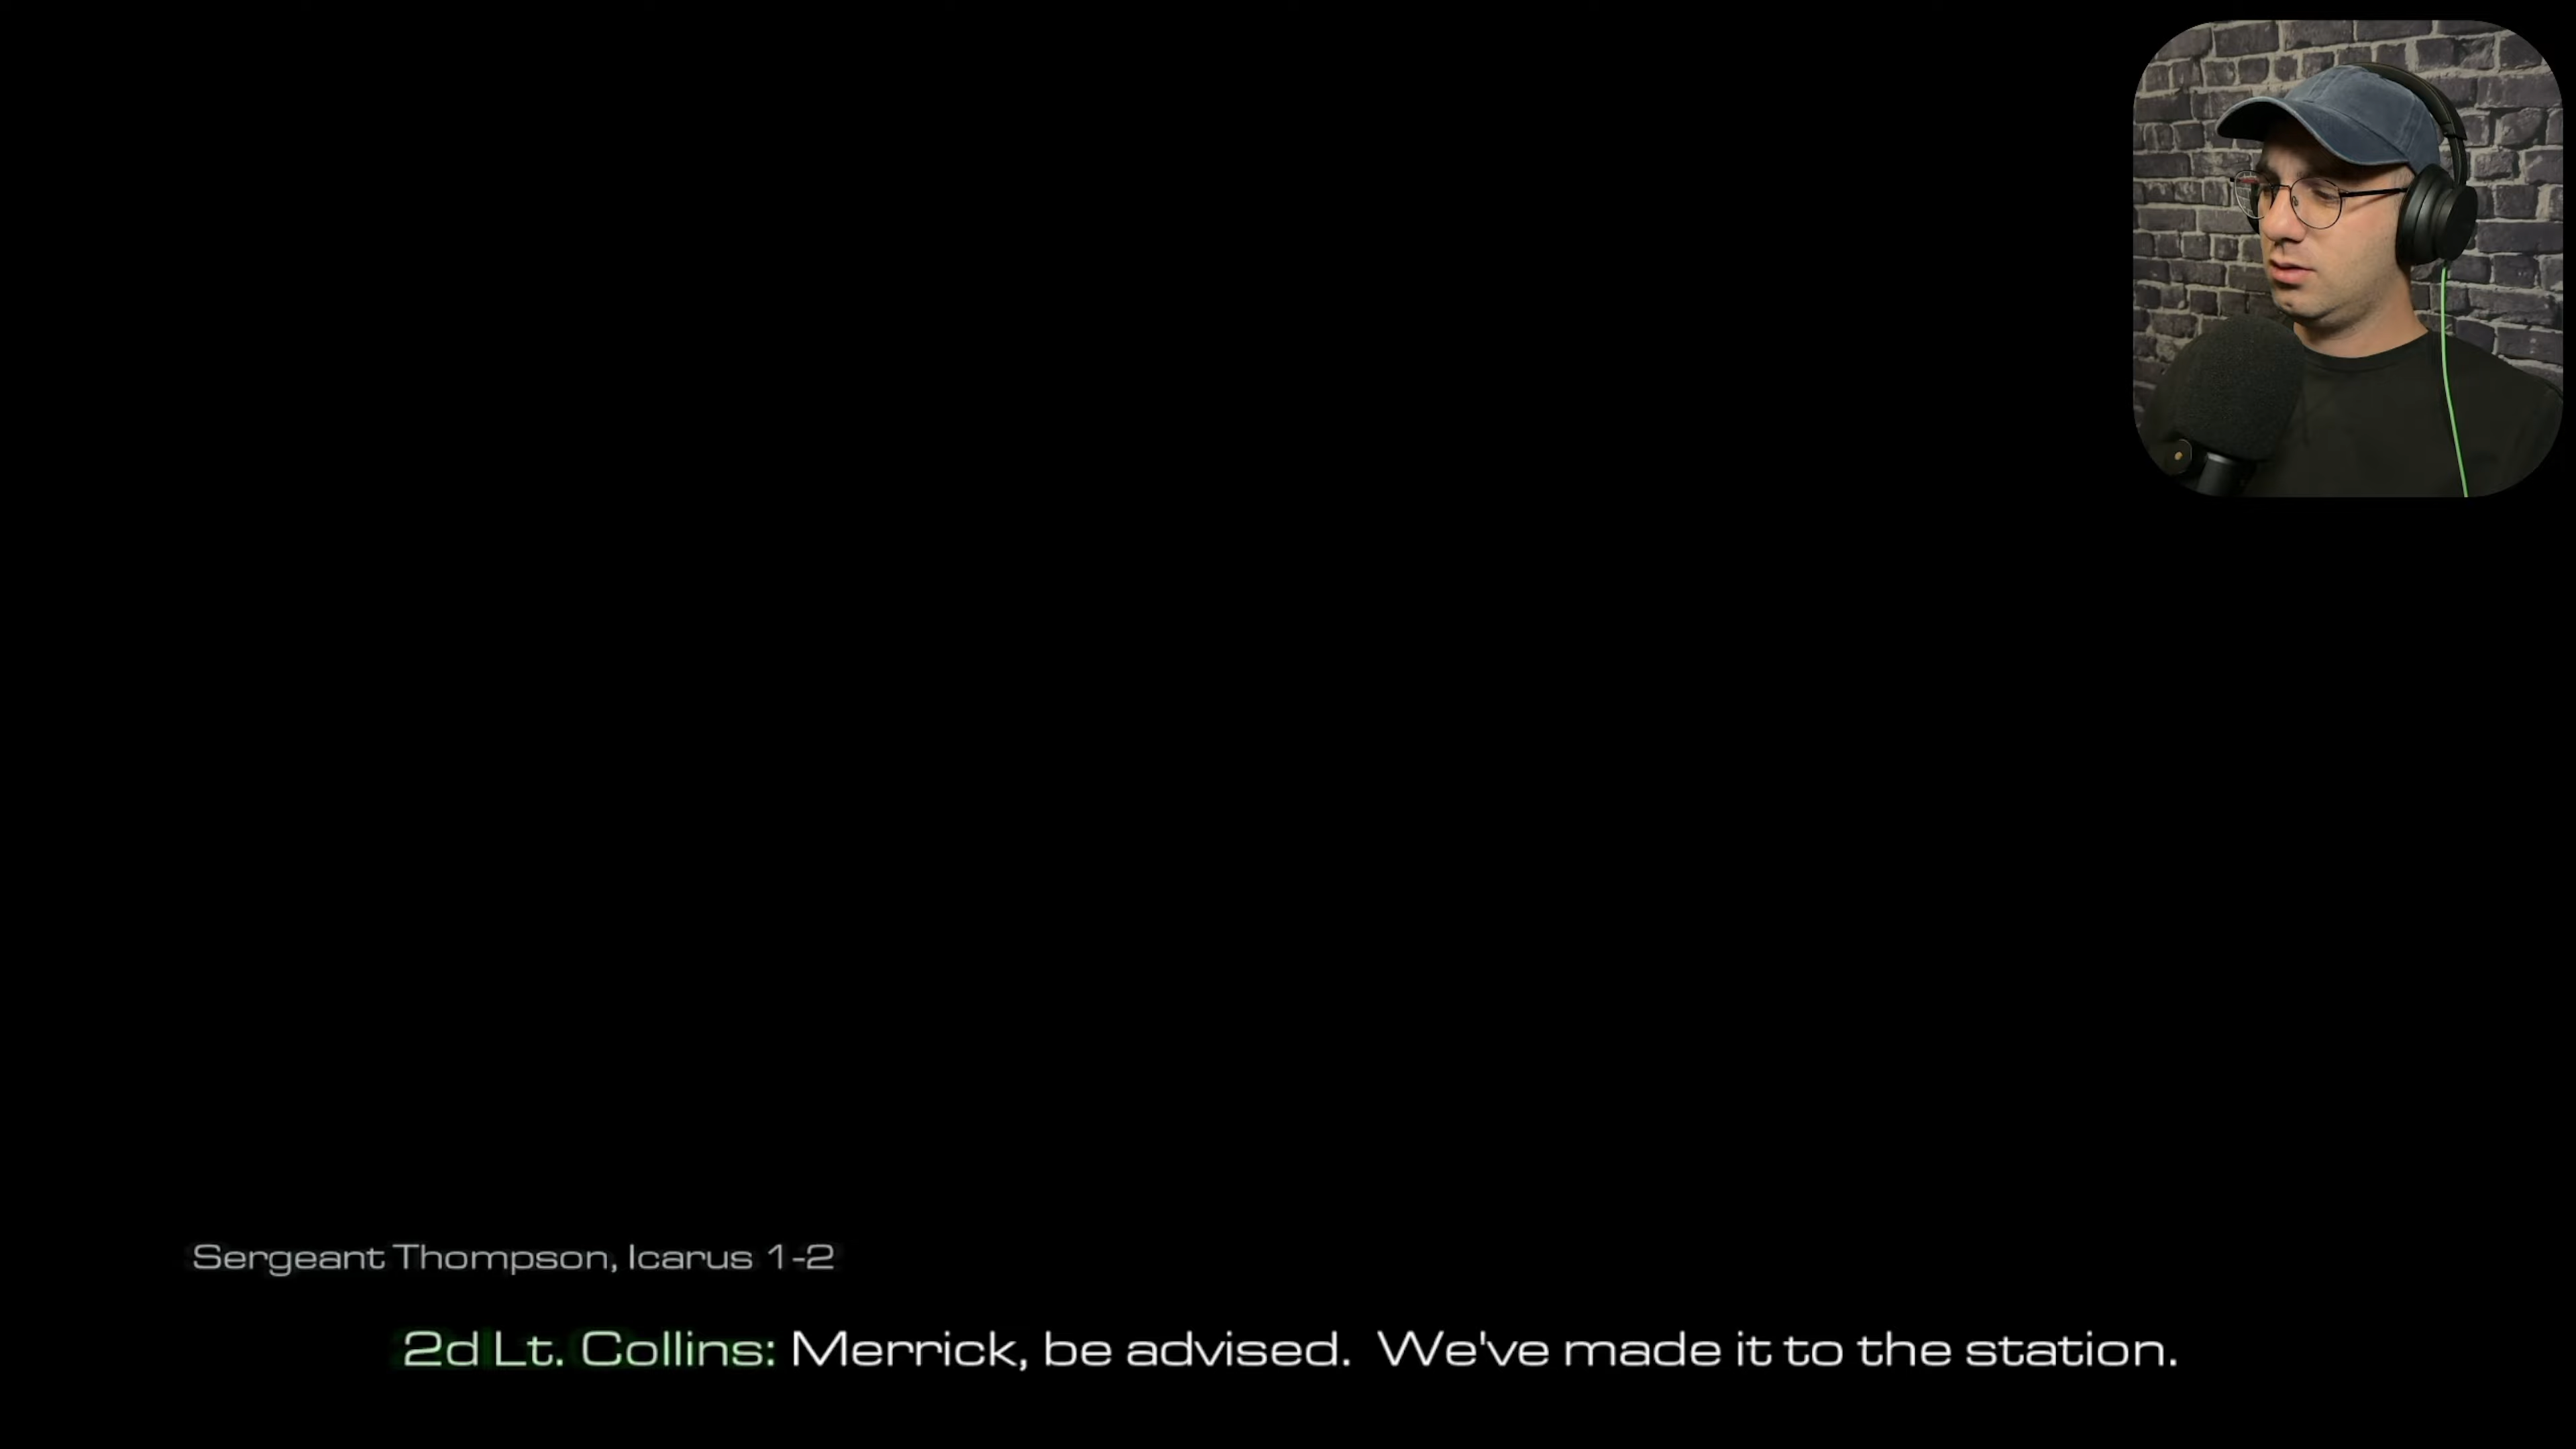 Sergeant Thompson, Icarus 1-2
2d Lt. Collins: Merrick, be advised.  We've made it to the station.